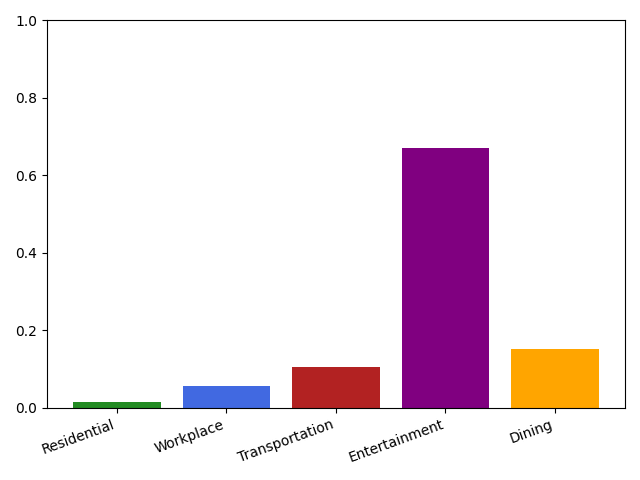 1.0
0.8
0.6
0.4
0.2
0.0
Residential
Workplace
Transportation
Entertainment
Dining